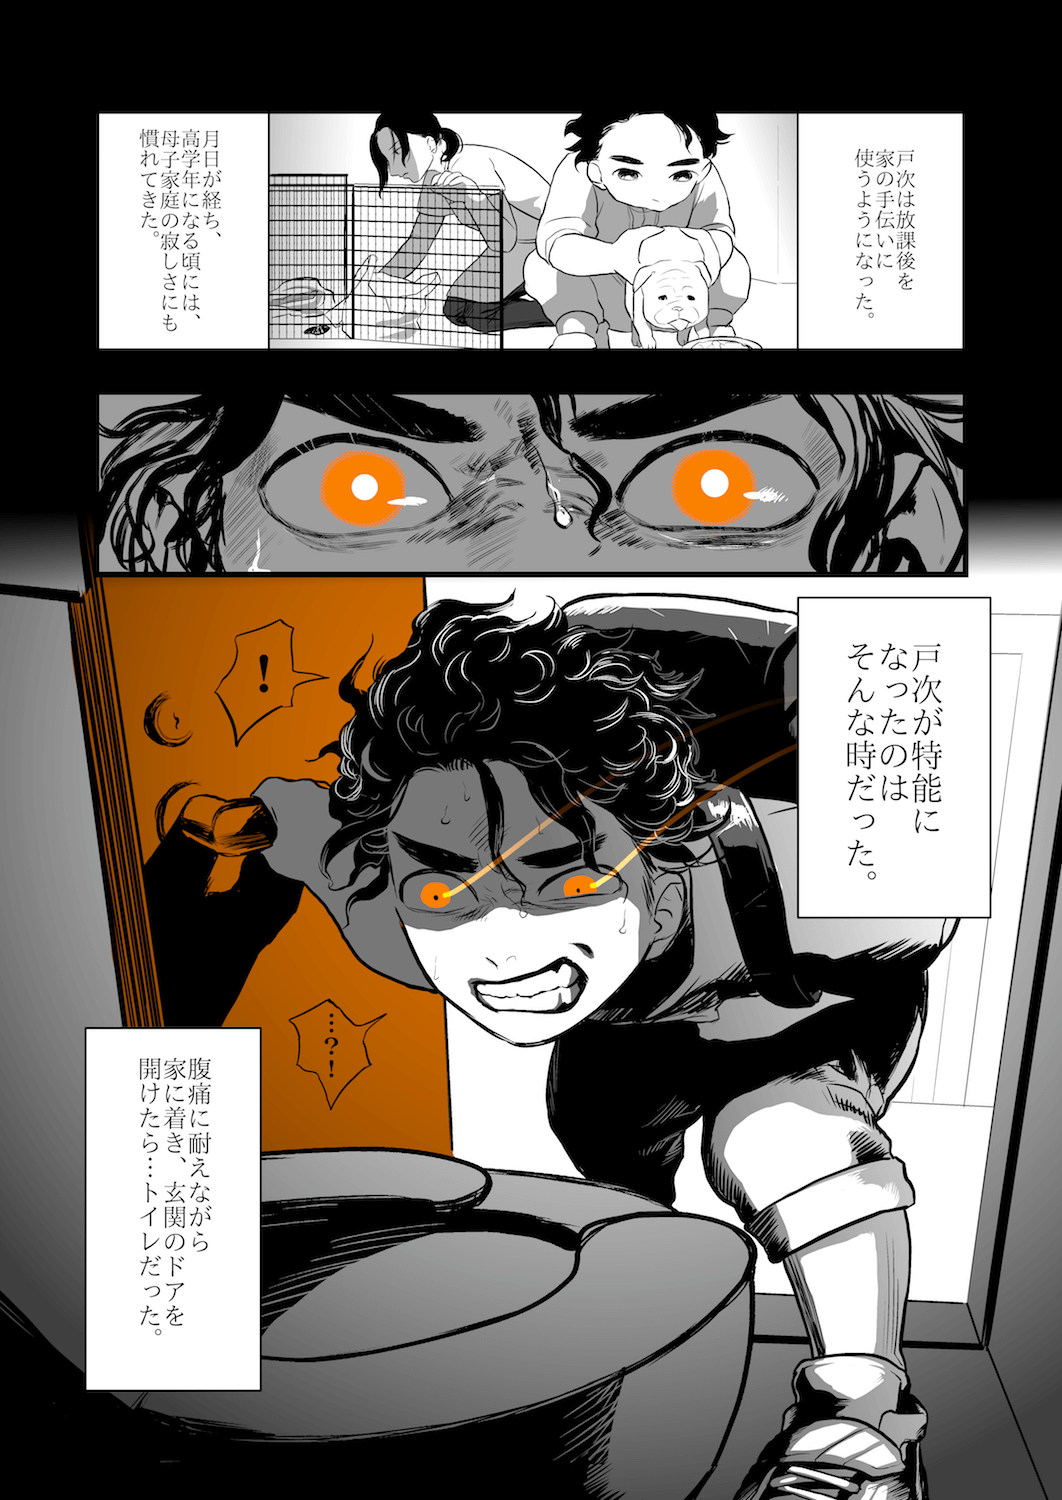 戸次は放課後を
家の手伝いに
使うようになった。
月日が経ち、
高学年になる頃には、
母子家庭の寂しさにも
慣れてきた。
戸次が特能に
なったのは
そんな時だった。
！
…？！
腹痛に耐えながら
家に着き、玄関のドアを
開けたら…トイレだった。